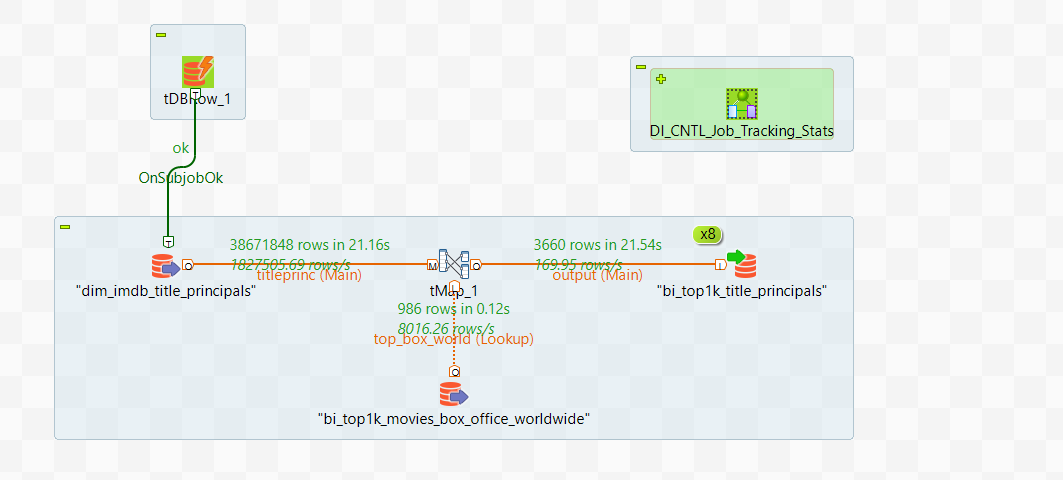 tDBRow_1
DI_CNTL_Job_Tracking_Stats
ok
OnSubjobOk
x8
38671848 rows in 21.16s
1827505.69 rows/s
titleprinc (Main)
3660 rows in 21.54s
169.95 rows/s
output (Main)
"dim_imdb_title_principals"
tMap_1
"bi_top1k_title_principals"
986 rows in 0.12s
8016.26 rows/s
top_box_world (Lookup)
"bi_top1k_movies_box_office_worldwide"